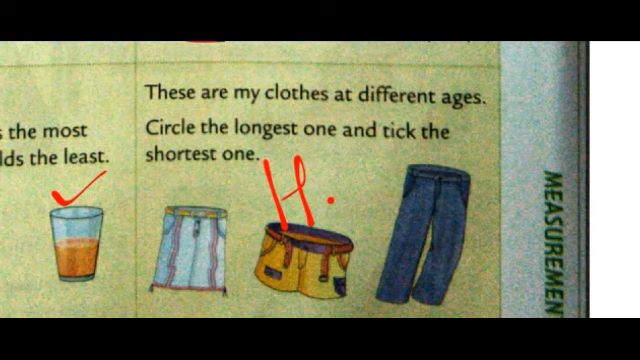 These are my clothes at different ages.
Circle the longest one and tick the
shortest one.
s the most
lds the least.
H.
MEASUREMEN